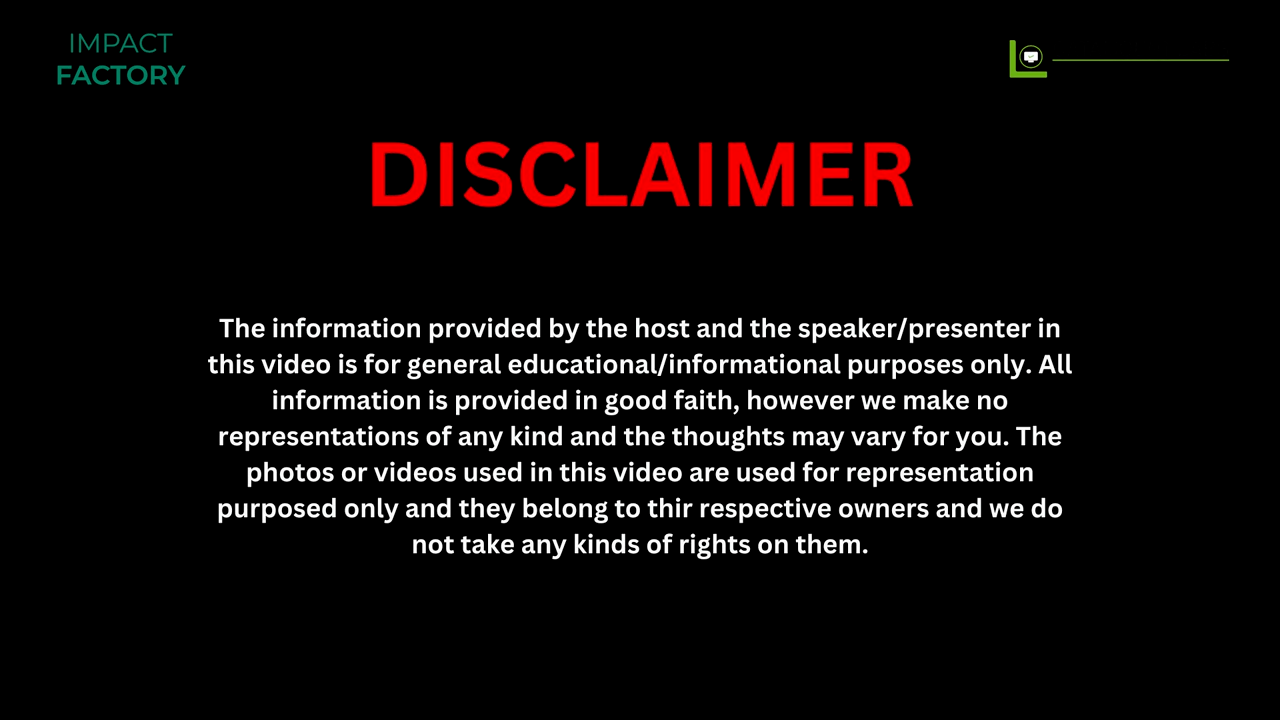 IMPACT
FACTORY
DISCLAIMER
The information provided by the host and the speaker/presenter in
this video is for general educational/informational purposes only. All
information is provided in good faith, however we make no
representations of any kind and the thoughts may vary for you. The
photos or videos used in this video are used for representation
purposed only and they belong to thir respective owners and we do
not take any kinds of rights on them.